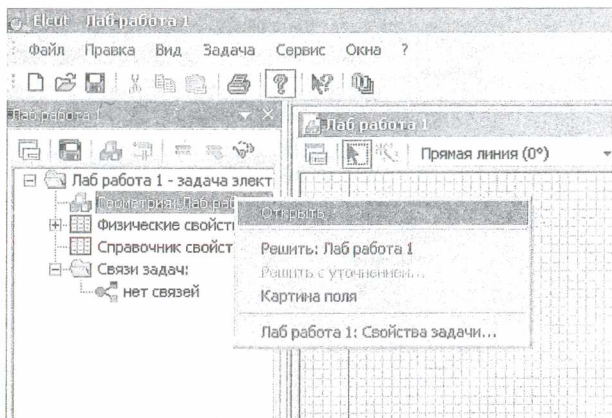 Elcut Лаб работа 1
Файл Правка Вид Задача Сервис Окна ?
Лаб работа 1
Лаб работа 1
Прямая линия (0°)
Лаб работа 1 - задача элект
Геометрия: Лаб раб
Физические свойст
Справочник свойст
Связи задач:
нет связей
Открыть
Решить: Лаб работа 1
Решить с уточнением...
Картина поля
Лаб работа 1: Свойства задачи...